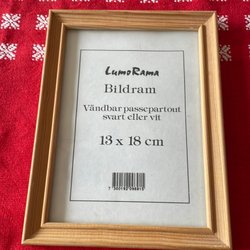 LumoRama
Bildram
Vändbar passepartout
svart eller vit
13 x 18 cm